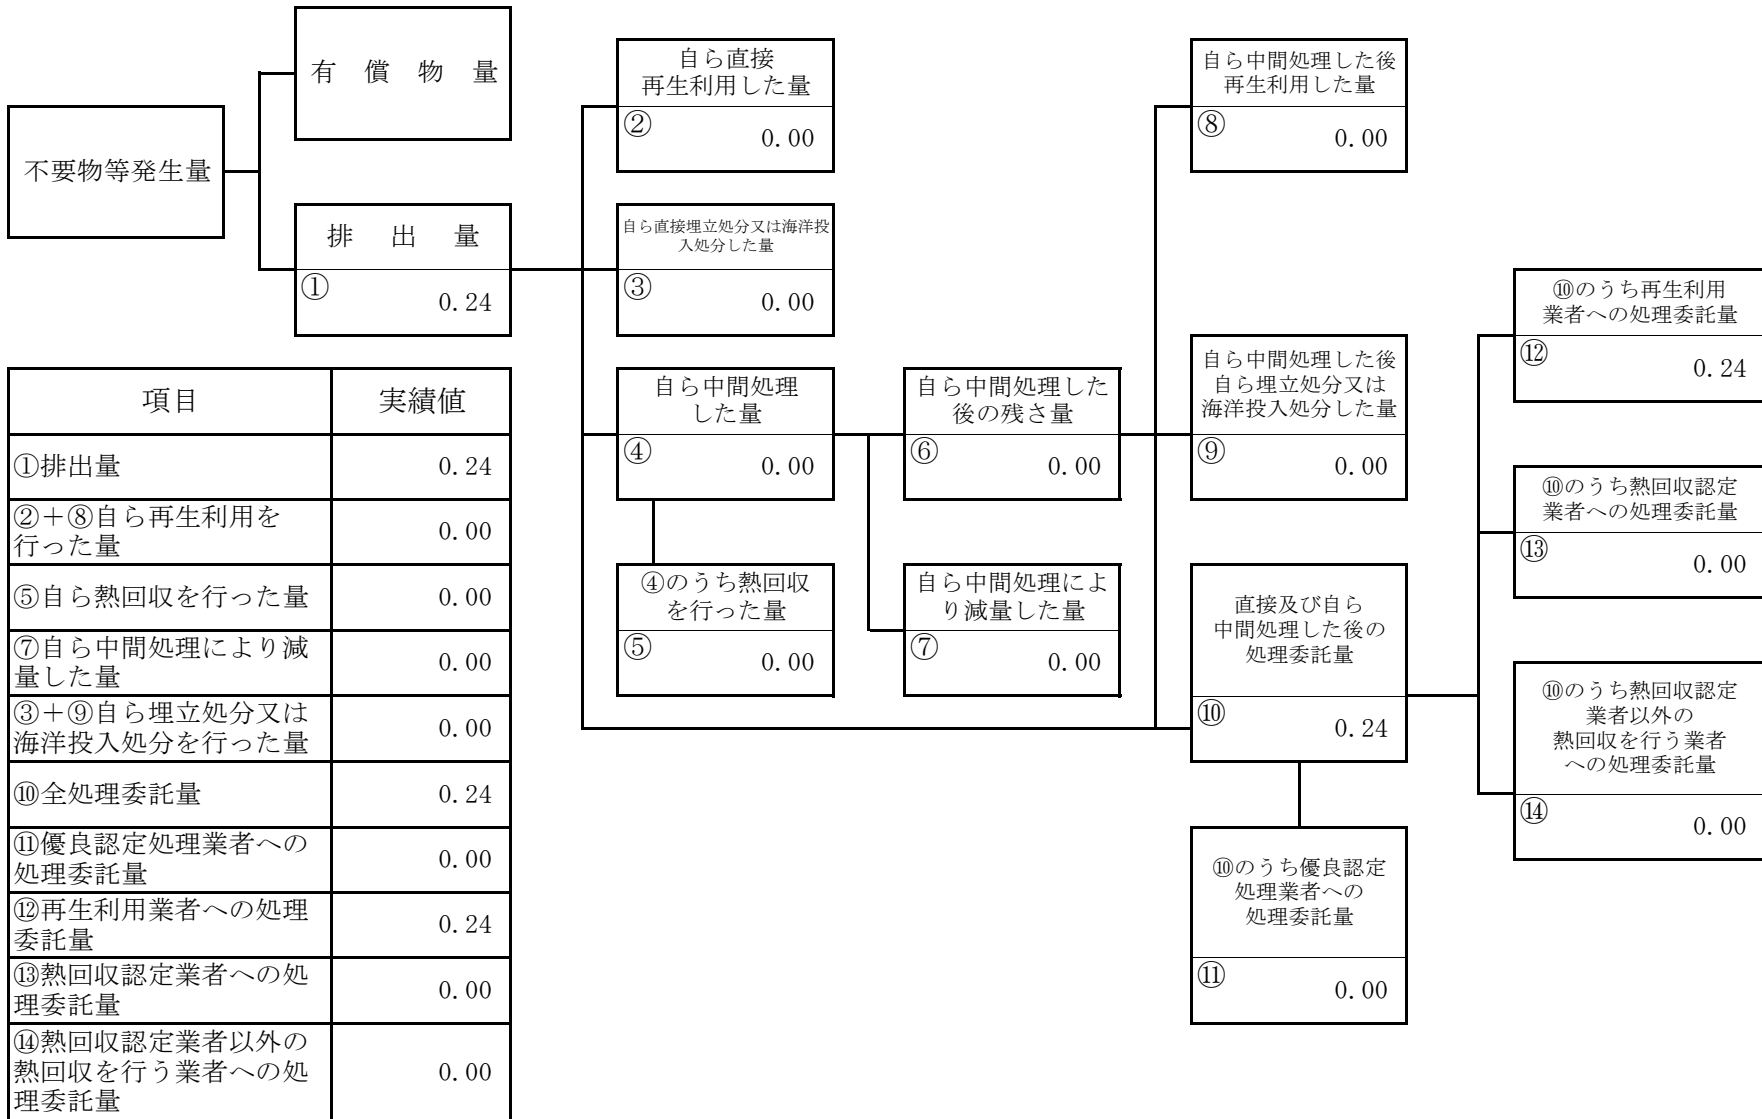 有　償　物　量
不要物等発生量
排　出　量
①
0.24
自ら直接
再生利用した量
②
0.00
自ら直接埋立処分又は海洋投
入処分した量
③
0.00
自ら中間処理
した量
④
0.00
④のうち熱回収
を行った量
⑤
0.00
自ら中間処理した
後の残さ量
⑥
0.00
自ら中間処理によ
り減量した量
⑦
0.00
自ら中間処理した後
再生利用した量
⑧
0.00
自ら中間処理した後
自ら埋立処分又は
海洋投入処分した量
⑨
0.00
直接及び自ら
中間処理した後の
処理委託量
⑩
0.24
⑩のうち優良認定
処理業者への
処理委託量
⑪
0.00
⑩のうち再生利用
業者への処理委託量
⑫
0.24
⑩のうち熱回収認定
業者への処理委託量
⑬
0.00
⑩のうち熱回収認定
業者以外の
熱回収を行う業者
への処理委託量
⑭
0.00
項目 実績値
①排出量 0.24
②＋⑧自ら再生利用を
行った量 0.00
⑤自ら熱回収を行った量 0.00
⑦自ら中間処理により減
量した量 0.00
③＋⑨自ら埋立処分又は
海洋投入処分を行った量 0.00
⑩全処理委託量 0.24
⑪優良認定処理業者への
処理委託量 0.00
⑫再生利用業者への処理
委託量 0.24
⑬熱回収認定業者への処
理委託量 0.00
⑭熱回収認定業者以外の
熱回収を行う業者への処
理委託量 0.00